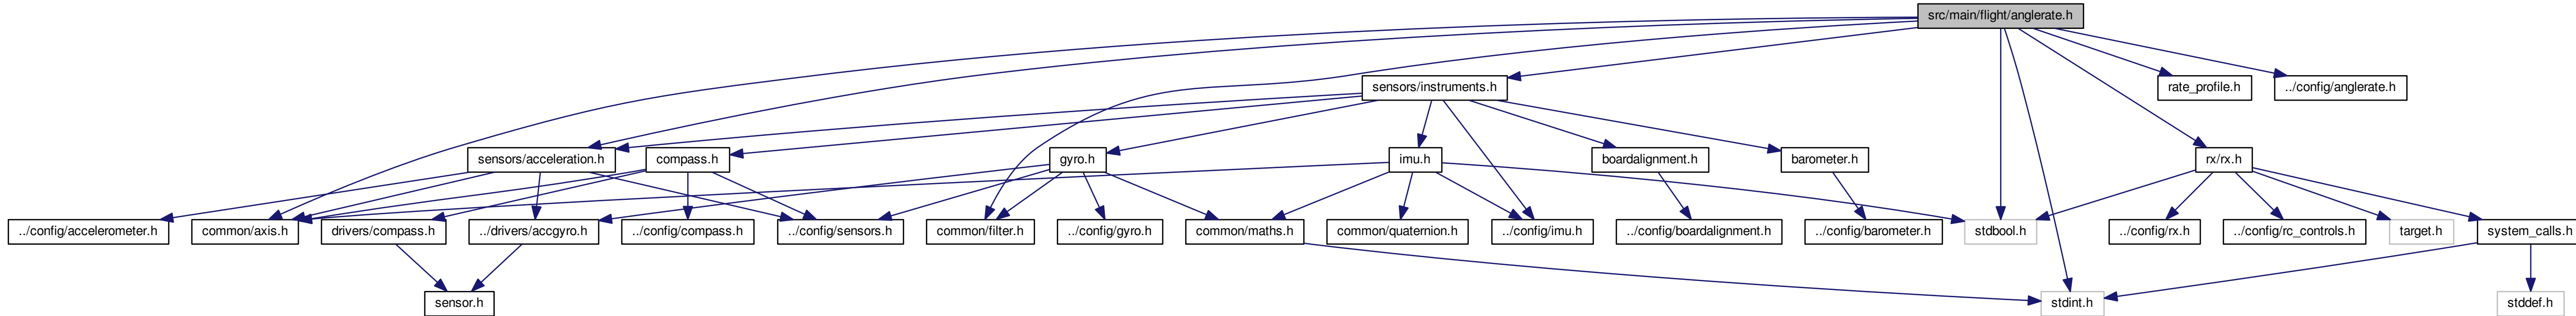 src/main/flight/anglerate.h
sensors/instruments.h
rate_profile.h
../config/anglerate.h
sensors/acceleration.h
compass.h
gyro.h
imu.h
boardalignment.h
barometer.h
rx/rx.h
../config/accelerometer.h
common/axis.h
drivers/compass.h
../drivers/accgyro.h
../config/compass.h
../config/sensors.h
common/filter.h
../config/gyro.h
common/maths.h
common/quaternion.h
../config/imu.h
../config/boardalignment.h
../config/barometer.h
stdbool.h
../config/rx.h
../config/rc_controls.h
target.h
system_calls.h
sensor.h
stdint.h
stddef.h